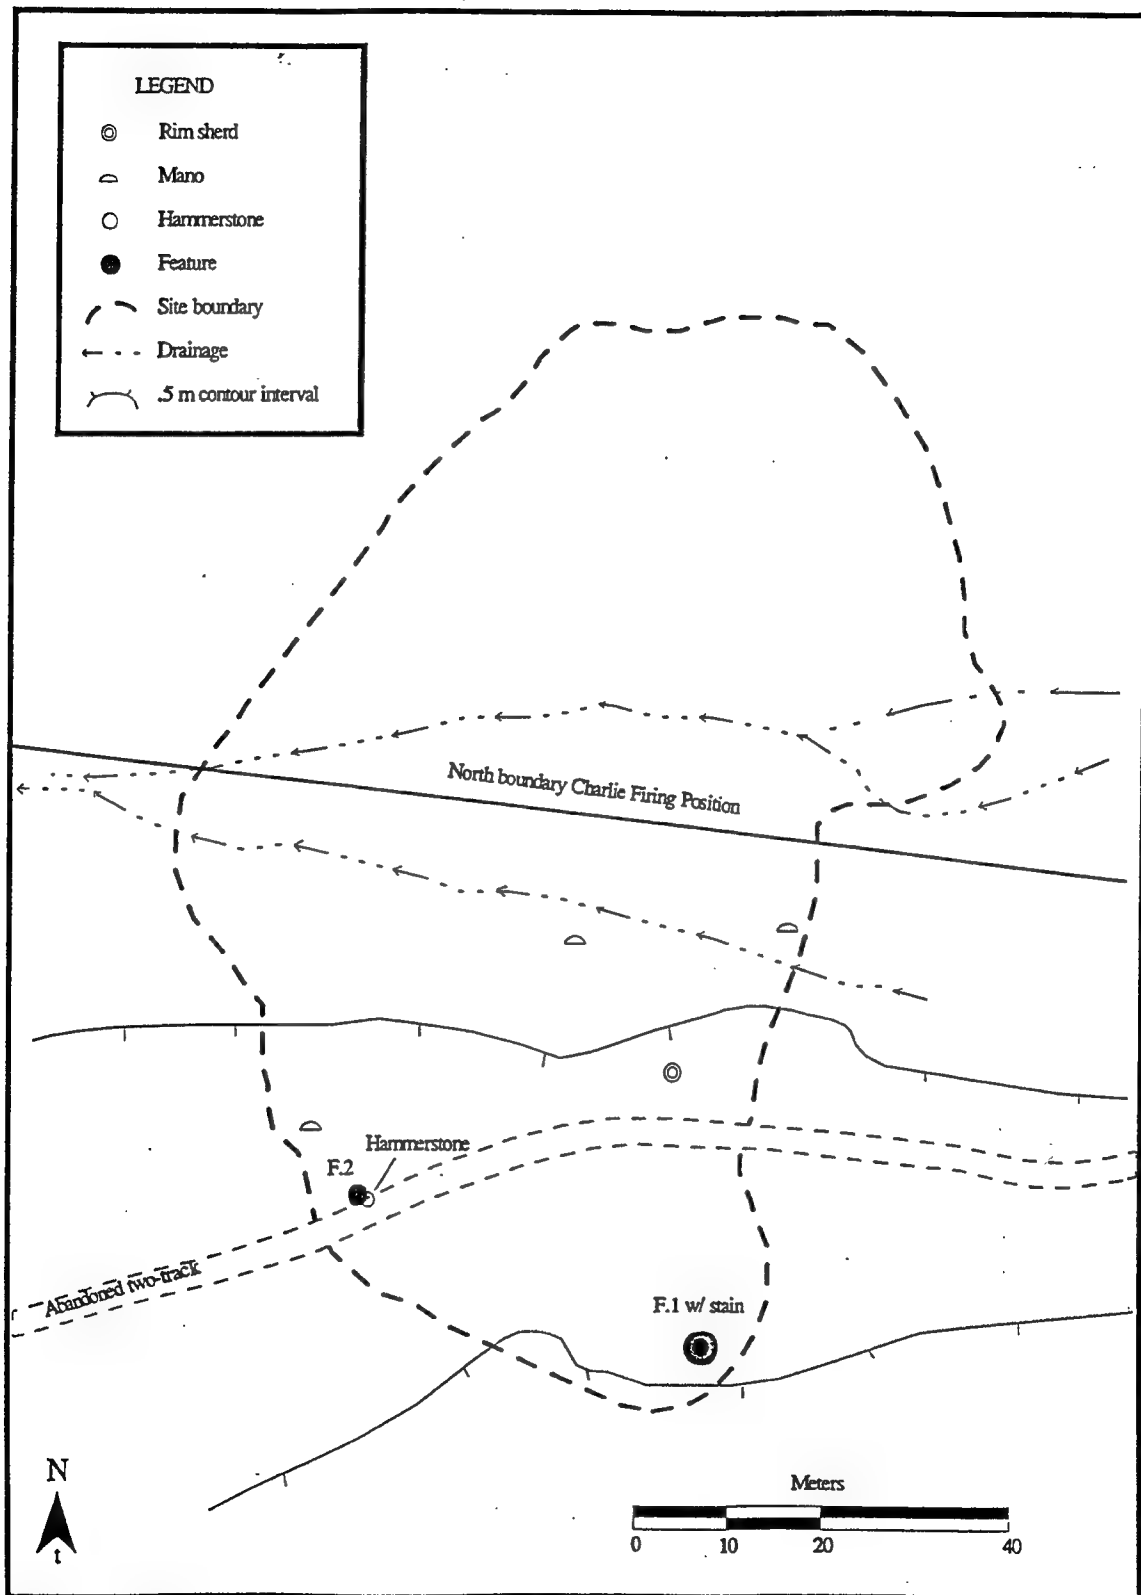 LEGEND
Rim sherd
Mano
Hammerstone
Feature
Site boundary
Drainage
.5 m contour interval
North boundary Charlie Firing Position
Hammerstone
F.2
Abandoned two-track
F.1 w/ stain
N
t
Meters
0 10 20 40